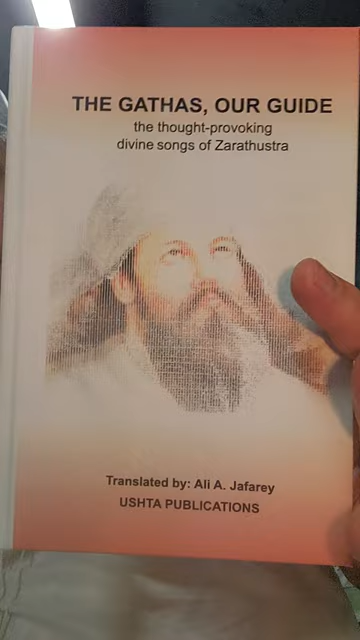 THE GATHAS, OUR GUIDE
the thought-provoking
divine songs of Zarathustra
Translated by: Ali A. Jafarey
USHTA PUBLICATIONS